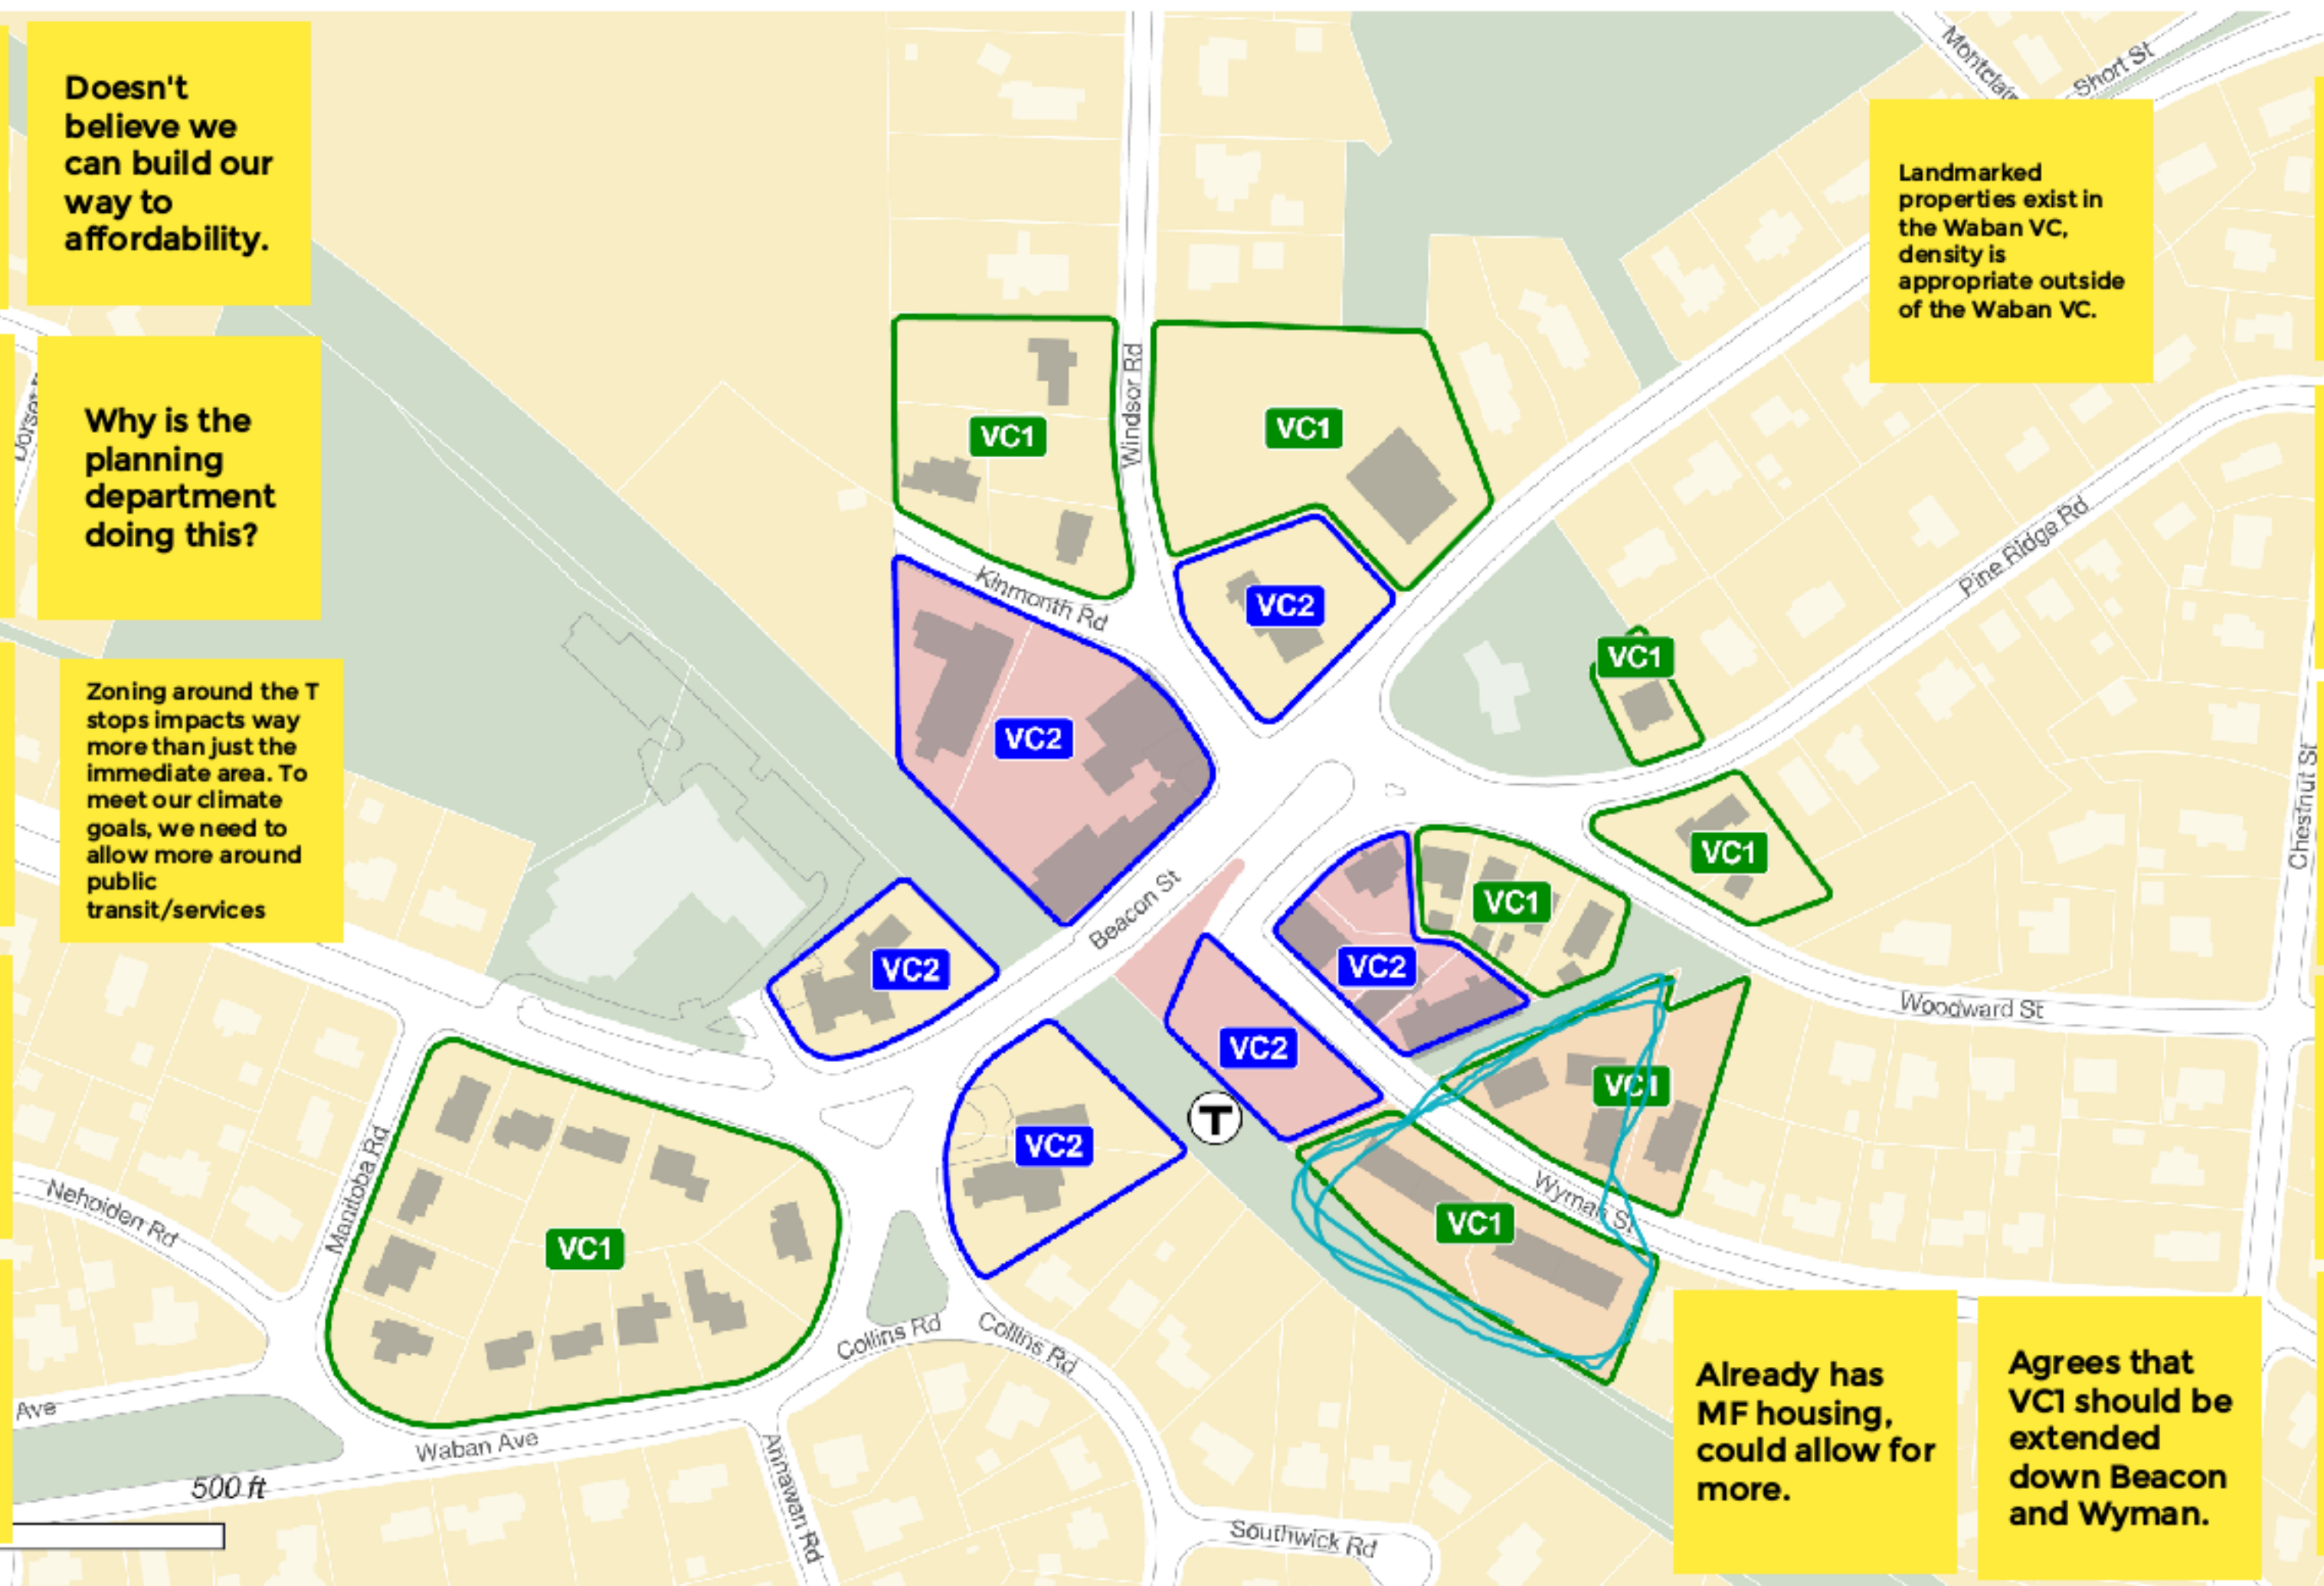 Doesn't
believe we
can build our
way to
affordability.
Why is the
planning
department
doing this?
Zoning around the T
stops impacts way
more than just the
immediate area. To
meet our climate
goals, we need to
allow more around
public
transit/services
Landmarked
properties exist in
the Waban VC,
density is
appropriate outside
of the Waban VC.
Short St
Windsor Rd
VC1
VC1
Kinmonth Rd
VC2
VC2
Pine Ridge Rd
VC1
Chestnut St
VC1
VC1
Beacon St
VC2
VC2
VC2
T
VC2
Woodward St
VC1
Wyman St
VC1
VC1
Manitoba Rd
Nehoiden Rd
Collins Rd
Collins Rd
Ave
Waban Ave
Annawan Rd
500 ft
Southwick Rd
Already has
MF housing,
could allow for
more.
Agrees that
VC1 should be
extended
down Beacon
and Wyman.